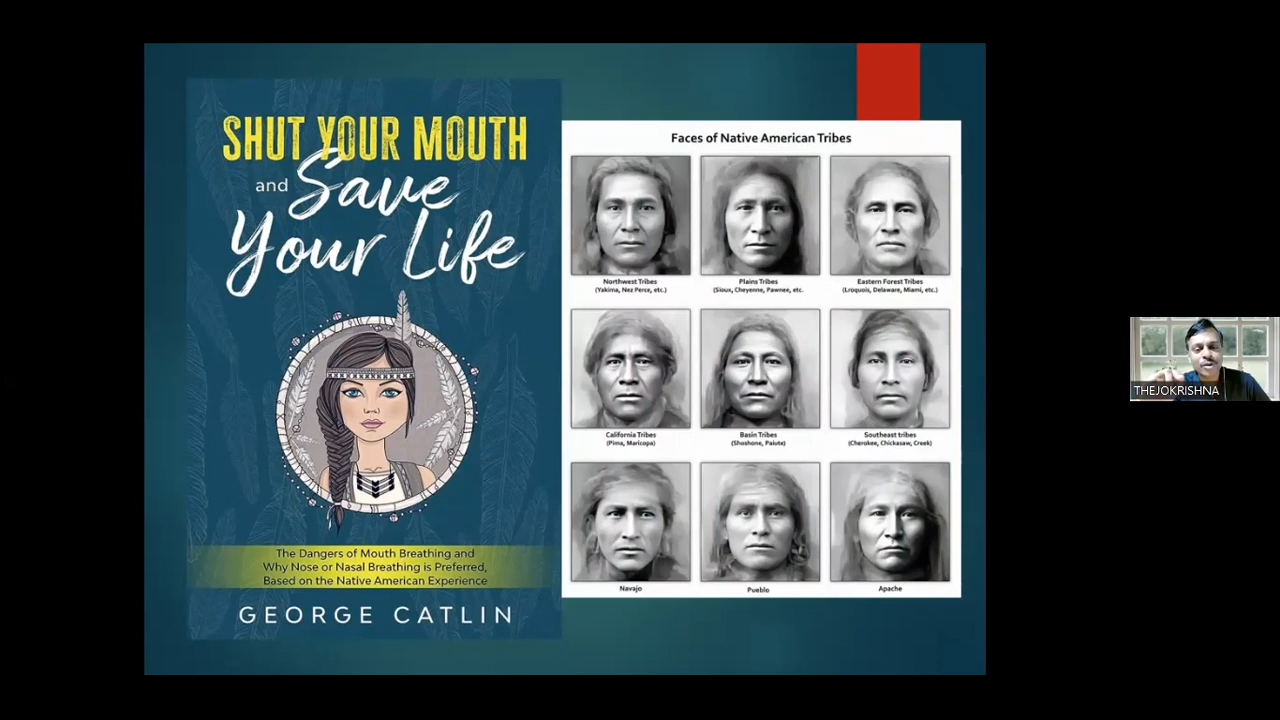 SHUT YOUR MOUTH
and Save
Your Life
The Dangers of Mouth Breathing and
Why Nose or Nasal Breathing is Preferred,
Based on the Native American Experience
GEORGE CATLIN
Faces of Native American Tribes
Northwest Tribes
(Yakima, Nez Perce, etc.)
Plains Tribes
(Sioux, Cheyenne, Pawnee, etc.
Eastern Forest Tribes
(Loroquis, Delaware, Miami, etc.)
California Tribes
(Pima, Maricopa)
Basin Tribes
(Shoshone, Paiute)
Southeast tribes
(Cherokee, Chickasaw, Creek)
Navajo
Pueblo
Apache
THEJOKRISHNA